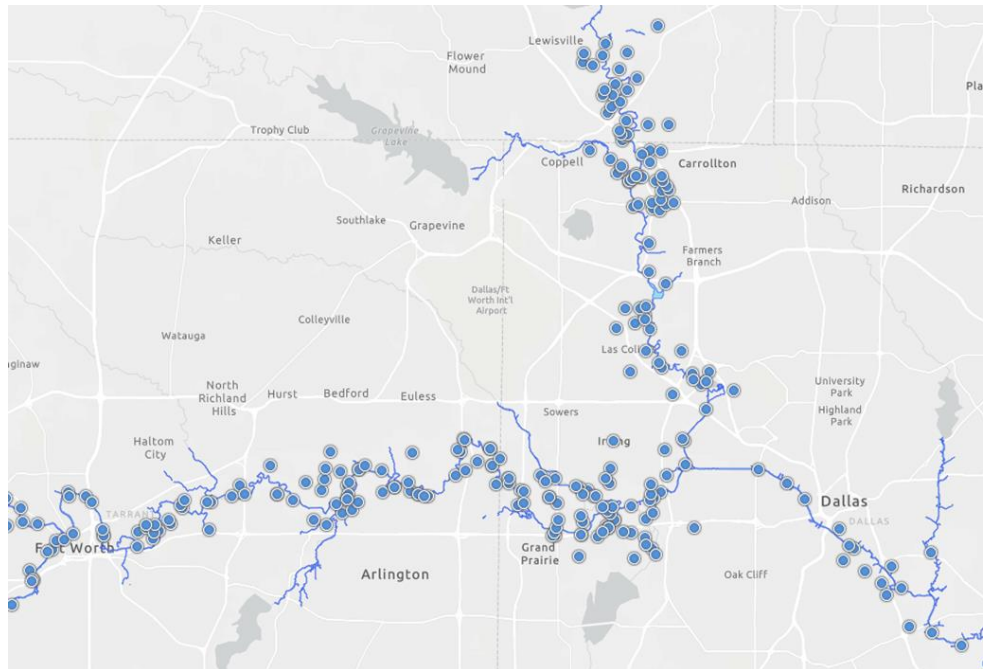 Lewisville
Flower
Mound
Pla
Trophy Club
Grapevine
Lake
Coppell
Carrollton
Richardson
Addison
Southlake
Grapevine
Keller
Farmers
Branch
Dallas/Ft
Worth Int'l
Airport
Colleyville
Watauga
Las Coli
aginaw
North
Richland
Hills
Hurst
Bedford
Euless
Sowers
University
Park
Highland
Park
Haltom
City
Irving
Dallas
DALLAS
TARRANT
Fort Worth
Grand
Prairie
Arlington
Oak Cliff